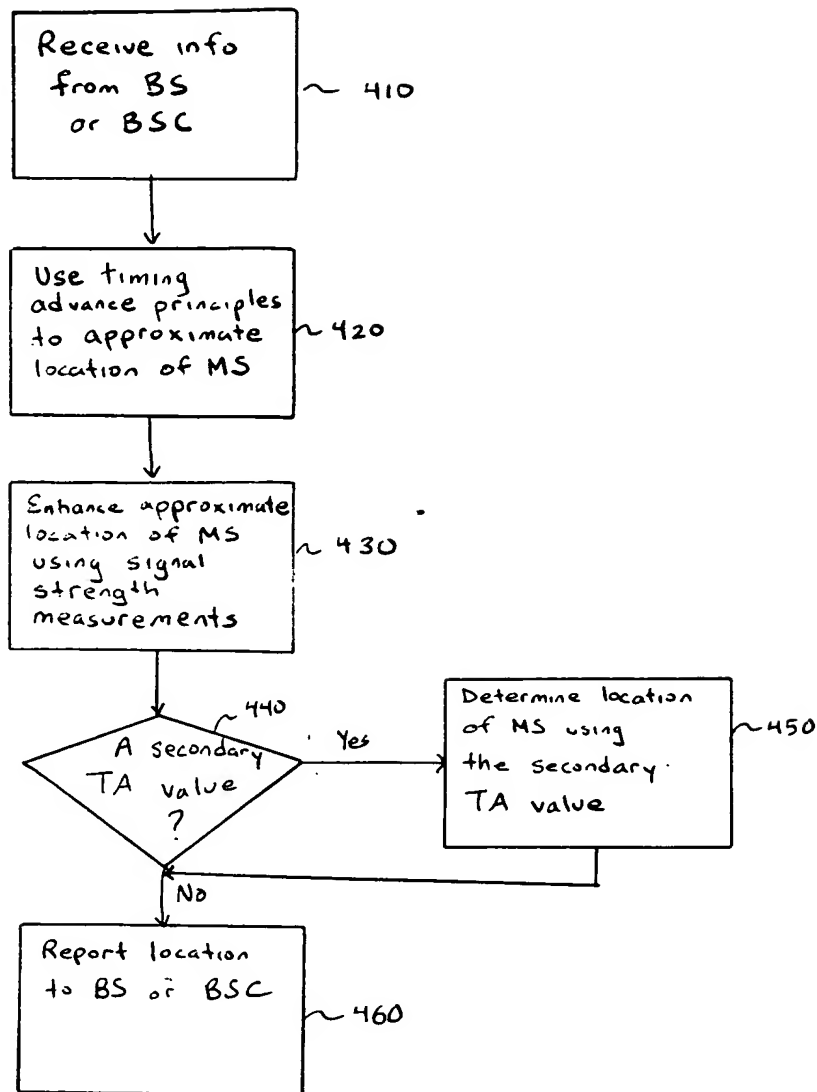 Receive info
from BS
or BSC
410
Use timing
advance principles
to approximate
location of MS
420
Enhance approximate
location of MS
using signal
strength
measurements
430
440
A secondary
TA value
?
Yes
Determine location
of MS using
the secondary
TA value
450
No
Report location
to BS or BSC
460